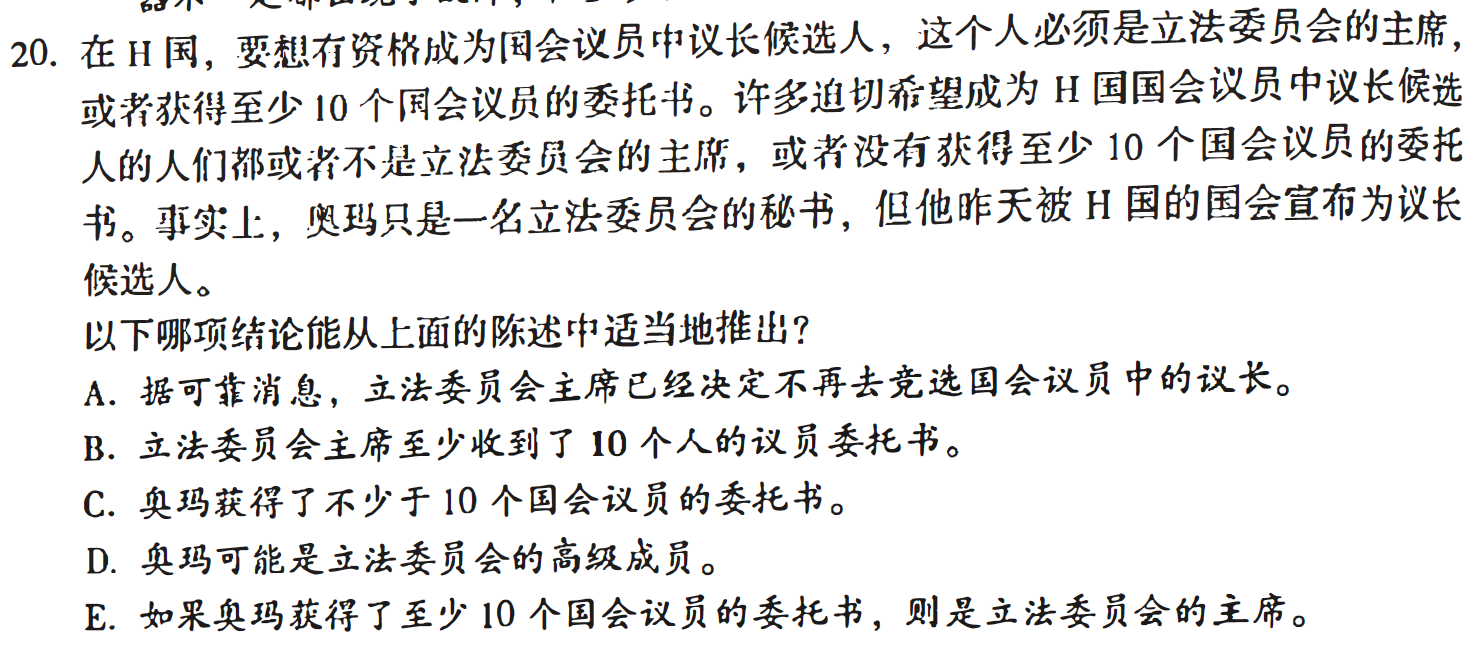 20. 在 H 国，要想有资格成为国会议员中议长候选人，这个人必须是立法委员会的主席，
或者获得至少 10 个国会议员的委托书。许多迫切希望成为 H 国国会议员中议长候选
人的人们都或者不是立法委员会的主席，或者没有获得至少 10 个国会议员的委托
书。事实上，奥玛只是一名立法委员会的秘书，但他昨天被 H 国的国会宣布为议长
候选人。
以下哪项结论能从上面的陈述中适当地推出？
A. 据可靠消息，立法委员会主席已经决定不再去竞选国会议员中的议长。
B. 立法委员会主席至少收到了 10 个人的议员委托书。
C. 奥玛获得了不少于 10 个国会议员的委托书。
D. 奥玛可能是立法委员会的高级成员。
E. 如果奥玛获得了至少 10 个国会议员的委托书，则是立法委员会的主席。